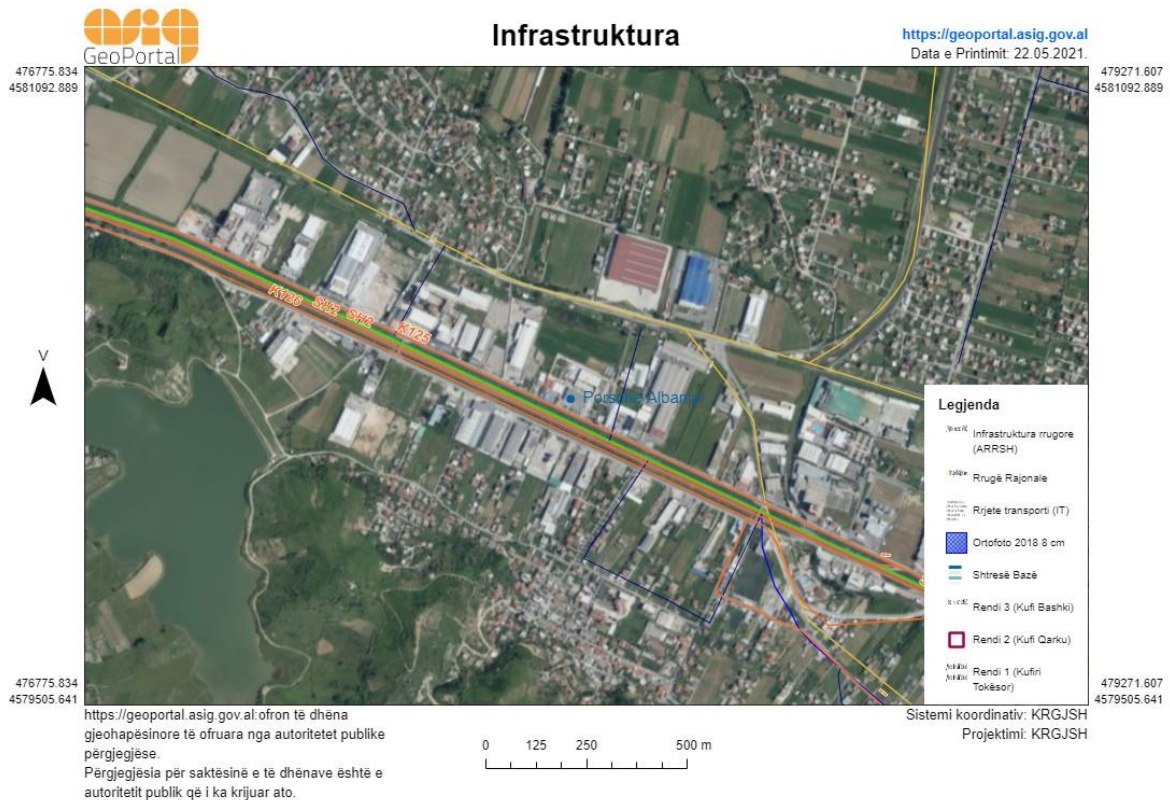 asig
GeoPortal
Infrastruktura
https://geoportal.asig.gov.al
Data e Printimit: 22.05.2021.
476775.834
4581092.889
479271.607
4581092.889
K126 SH2 SH2 K125
V
Porsche Albania
Legjenda
Infrastruktura rrugore
(ARRSH)
Rrugë Rajonale
Rrjete transporti (IT)
Ortofoto 2018 8 cm
Shtresë Bazë
Rendi 3 (Kufi Bashki)
Rendi 2 (Kufi Qarku)
Rendi 1 (Kufiri
Tokësor)
476775.834
4579505.641
479271.607
4579505.641
https://geoportal.asig.gov.al:ofron të dhëna
gjeohapësinore të ofruara nga autoritetet publike
përgjegjëse.
Përgjegjësia për saktësinë e të dhënave është e
autoritetit publik që i ka krijuar ato.
0 125 250 500 m
Sistemi koordinativ: KRGJSH
Projektimi: KRGJSH